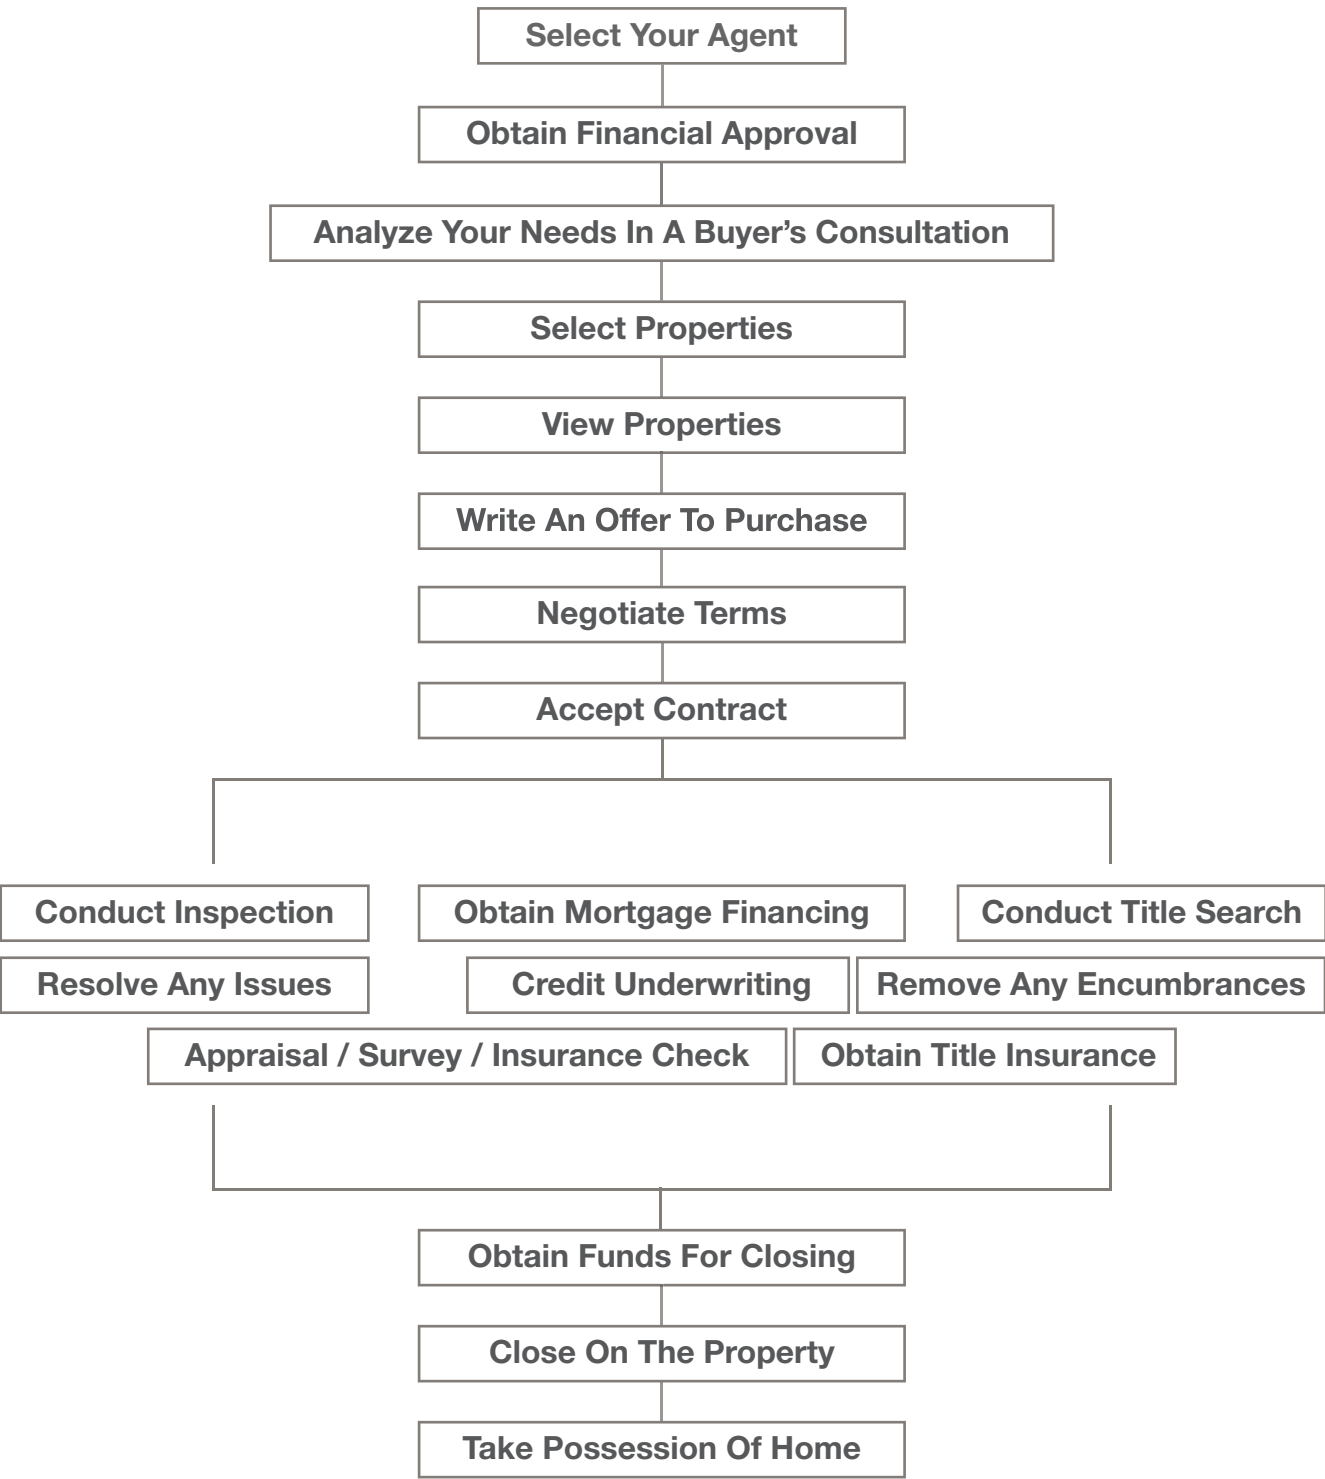 Select Your Agent
Obtain Financial Approval
Analyze Your Needs In A Buyer’s Consultation
Select Properties
View Properties
Write An Offer To Purchase
Negotiate Terms
Accept Contract
Conduct Inspection
Obtain Mortgage Financing
Conduct Title Search
Resolve Any Issues
Credit Underwriting
Remove Any Encumbrances
Appraisal / Survey / Insurance Check
Obtain Title Insurance
Obtain Funds For Closing
Close On The Property
Take Possession Of Home